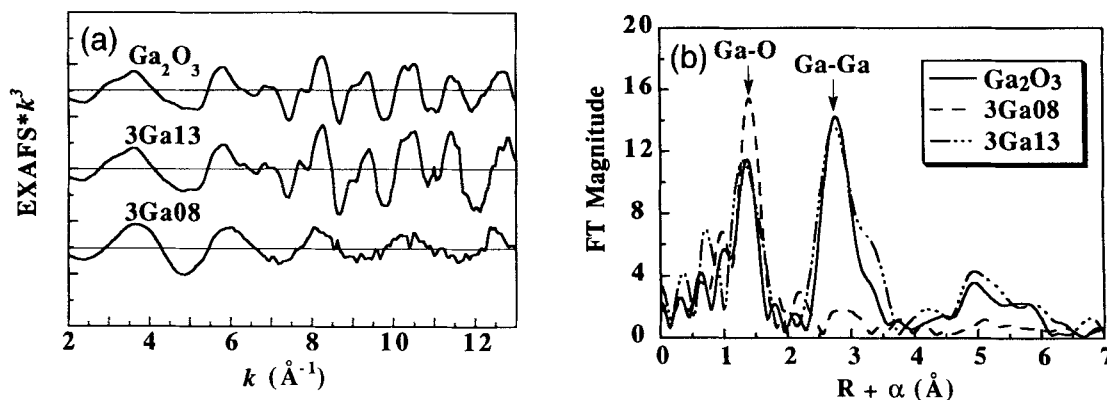 (a)
Ga₂O₃
3Ga13
3Ga08
EXAFS*k³
2 4 6 8 10 12
k (Å⁻¹)
(b)
Ga-O
Ga-Ga
Ga₂O₃
3Ga08
3Ga13
FT Magnitude
20
16
12
8
4
0
0 1 2 3 4 5 6 7
R + α (Å)